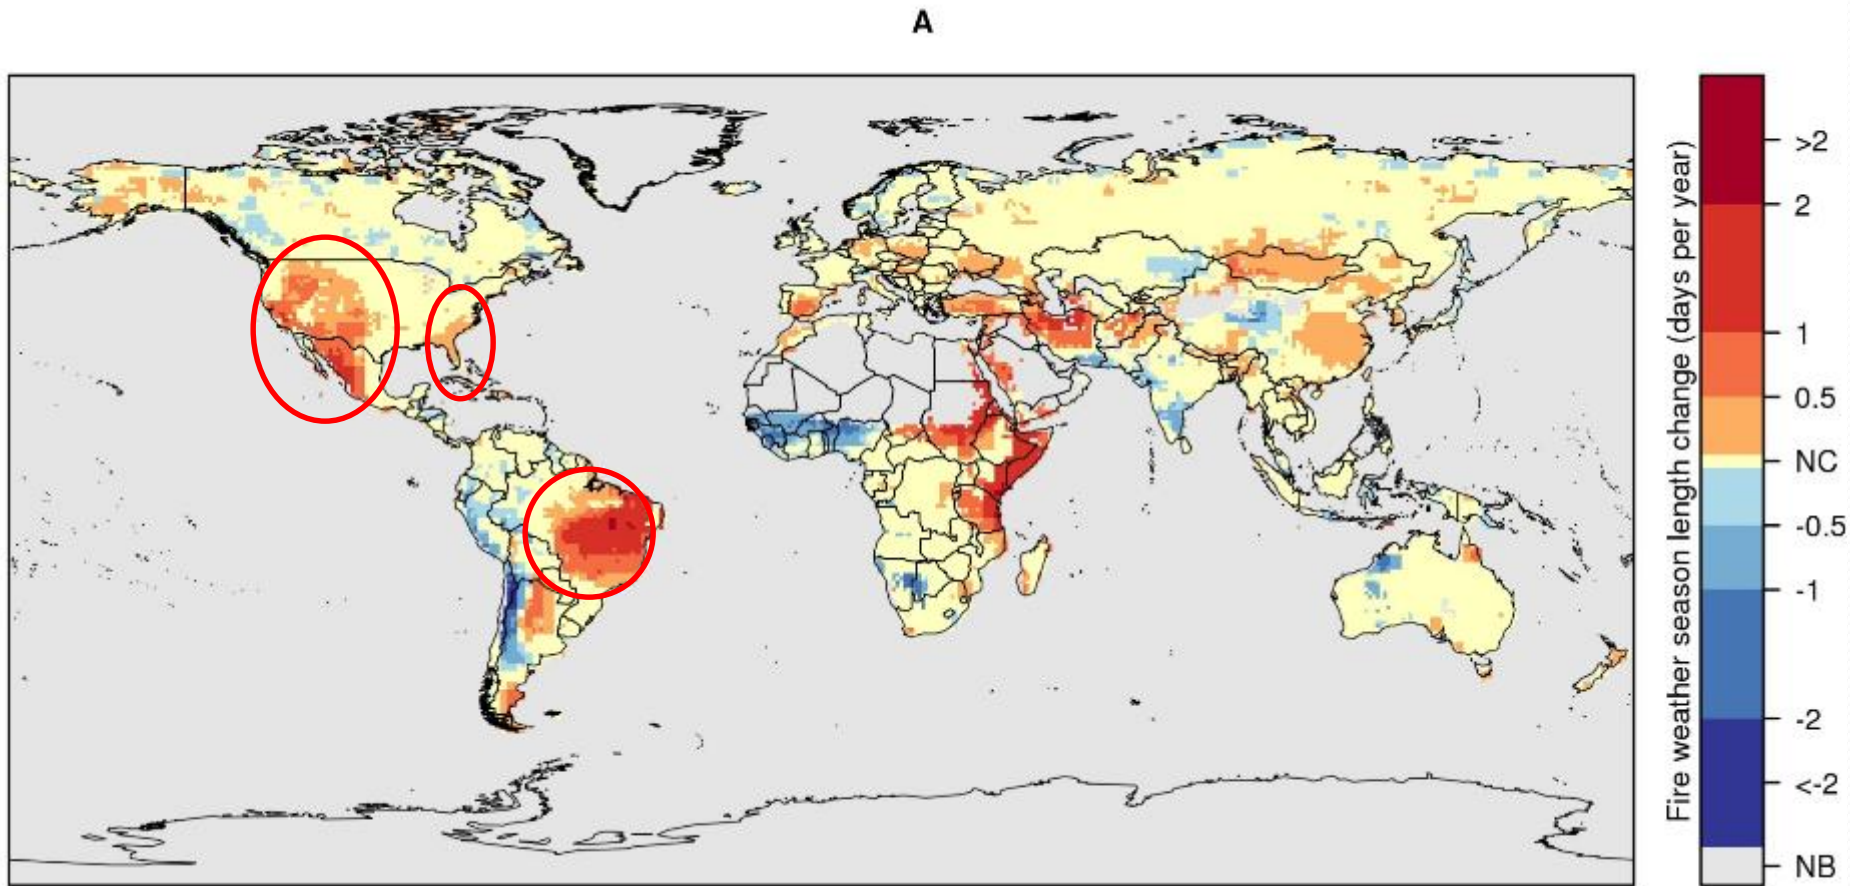 A
Fire weather season length change (days per year)
>2
2
1
0.5
NC
-0.5
-1
-2
<-2
NB